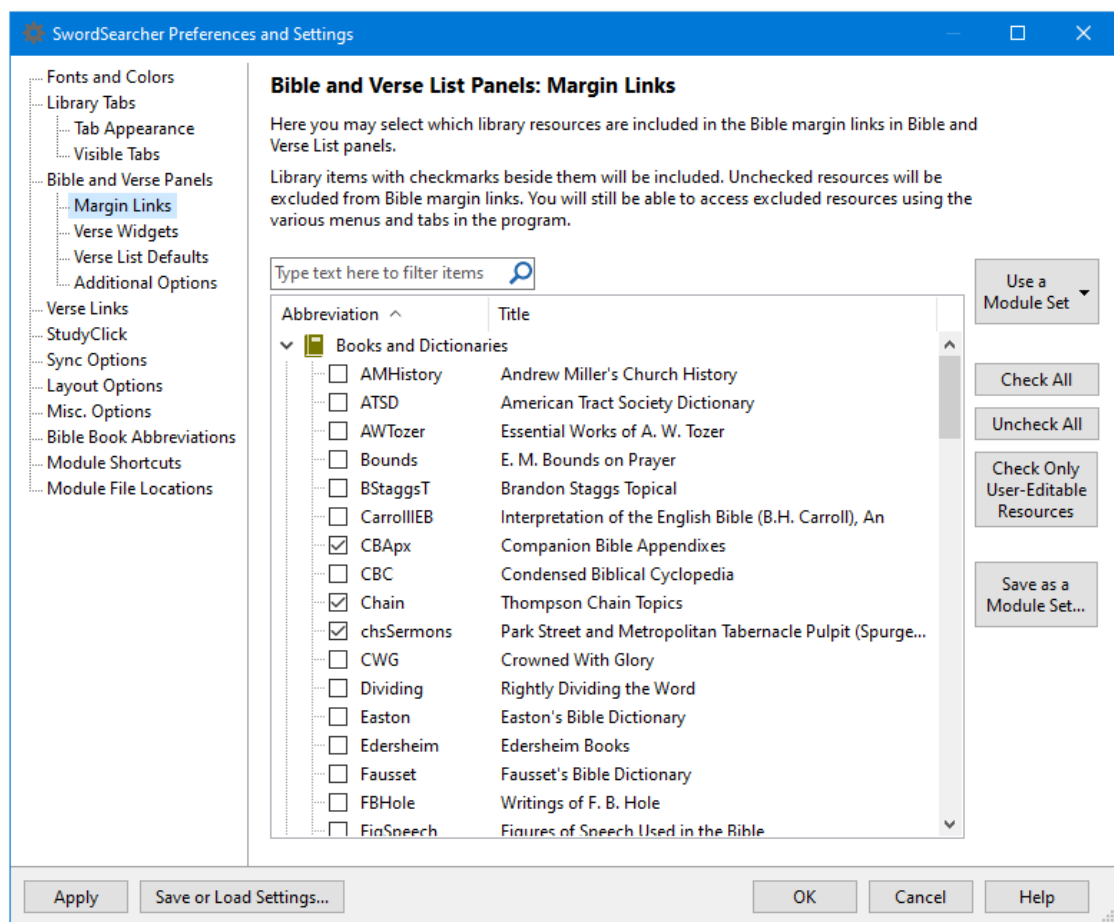 SwordSearcher Preferences and Settings
Fonts and Colors
Library Tabs
Tab Appearance
Visible Tabs
Bible and Verse Panels
Margin Links
Verse Widgets
Verse List Defaults
Additional Options
Verse Links
StudyClick
Sync Options
Layout Options
Misc. Options
Bible Book Abbreviations
Module Shortcuts
Module File Locations
Bible and Verse List Panels: Margin Links
Here you may select which library resources are included in the Bible margin links in Bible and
Verse List panels.
Library items with checkmarks beside them will be included. Unchecked resources will be
excluded from Bible margin links. You will still be able to access excluded resources using the
various menus and tabs in the program.
Type text here to filter items
Abbreviation Title
Books and Dictionaries
AMHistory Andrew Miller's Church History
ATSD American Tract Society Dictionary
AWTozer Essential Works of A. W. Tozer
Bounds E. M. Bounds on Prayer
BStaggsT Brandon Staggs Topical
CarrollIEB Interpretation of the English Bible (B.H. Carroll), An
CBApx Companion Bible Appendixes
CBC Condensed Biblical Cyclopedia
Chain Thompson Chain Topics
chsSermons Park Street and Metropolitan Tabernacle Pulpit (Spurge...
CWG Crowned With Glory
Dividing Rightly Dividing the Word
Easton Easton's Bible Dictionary
Edersheim Edersheim Books
Fausset Fausset's Bible Dictionary
FBHole Writings of F. B. Hole
FigSpeech Figures of Speech Used in the Bible
Use a
Module Set
Check All
Uncheck All
Check Only
User-Editable
Resources
Save as a
Module Set...
Apply Save or Load Settings... OK Cancel Help